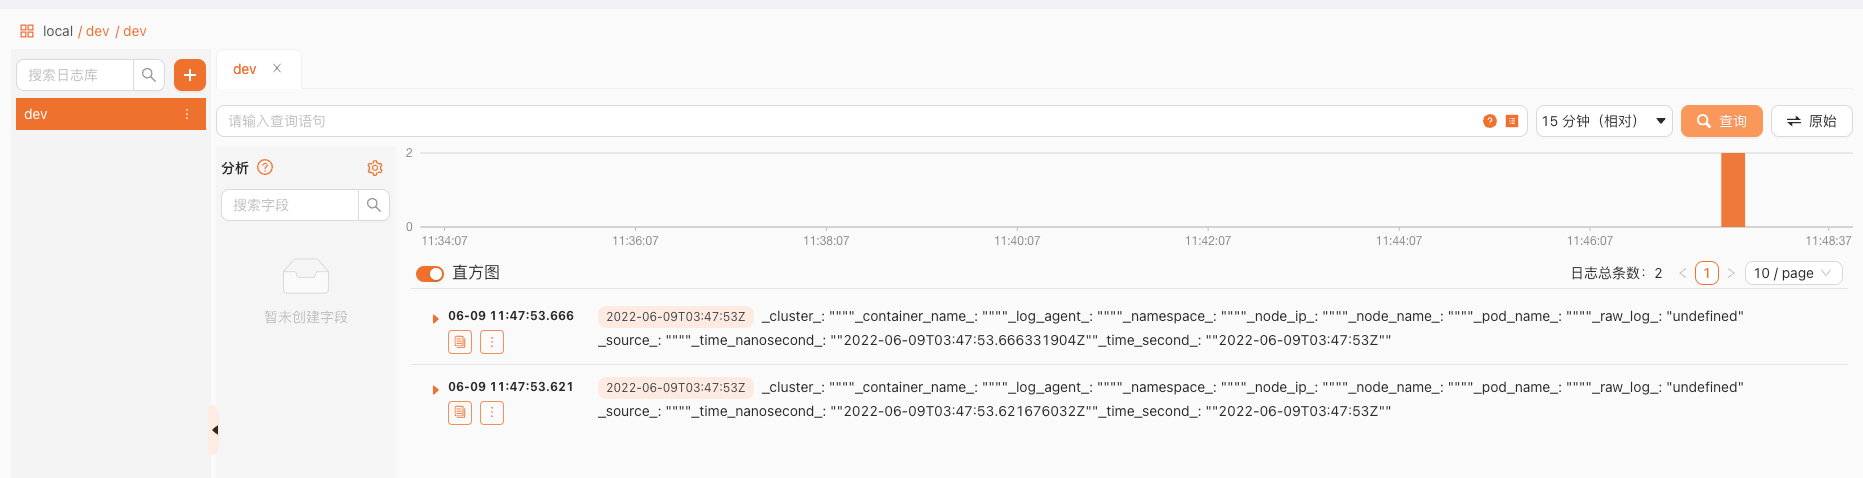 local / dev / dev
搜索日志库
dev
dev
请输入查询语句
15 分钟（相对）
查询
原始
分析
搜索字段
暂未创建字段
2
0
11:34:07 11:36:07 11:38:07 11:40:07 11:42:07 11:44:07 11:46:07 11:48:37
直方图
日志总条数： 2
1
10 / page
06-09 11:47:53.666 2022-06-09T03:47:53Z _cluster_: """"_container_name_: """"_log_agent_: """"_namespace_: """"_node_ip_: """"_node_name_: """"_pod_name_: """"_raw_log_: "undefined"
_source_: """"_time_nanosecond_: ""2022-06-09T03:47:53.666331904Z""_time_second_: ""2022-06-09T03:47:53Z""
06-09 11:47:53.621 2022-06-09T03:47:53Z _cluster_: """"_container_name_: """"_log_agent_: """"_namespace_: """"_node_ip_: """"_node_name_: """"_pod_name_: """"_raw_log_: "undefined"
_source_: """"_time_nanosecond_: ""2022-06-09T03:47:53.621676032Z""_time_second_: ""2022-06-09T03:47:53Z""